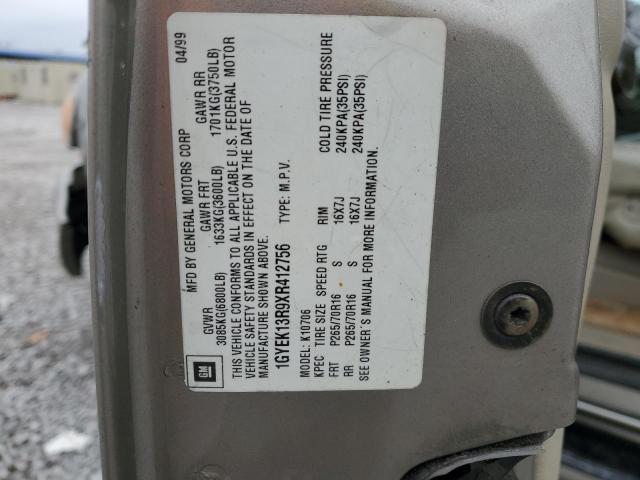 MFD BY GENERAL MOTORS CORP 04/99
GVWR GAWR FRT GAWR RR
3085KG(6800LB) 1633KG(3600LB) 1701KG(3750LB)
THIS VEHICLE CONFORMS TO ALL APPLICABLE U.S. FEDERAL MOTOR
VEHICLE SAFETY STANDARDS IN EFFECT ON THE DATE OF
MANUFACTURE SHOWN ABOVE.
1GYEK13R9XR412756 TYPE: M.P.V.
MODEL: K10706
KPEC TIRE SIZE SPEED RTG RIM COLD TIRE PRESSURE
FRT P265/70R16 S 16X7J 240KPA(35PSI)
RR P265/70R16 S 16X7J 240KPA(35PSI)
SEE OWNER S MANUAL FOR MORE INFORMATION.
GM